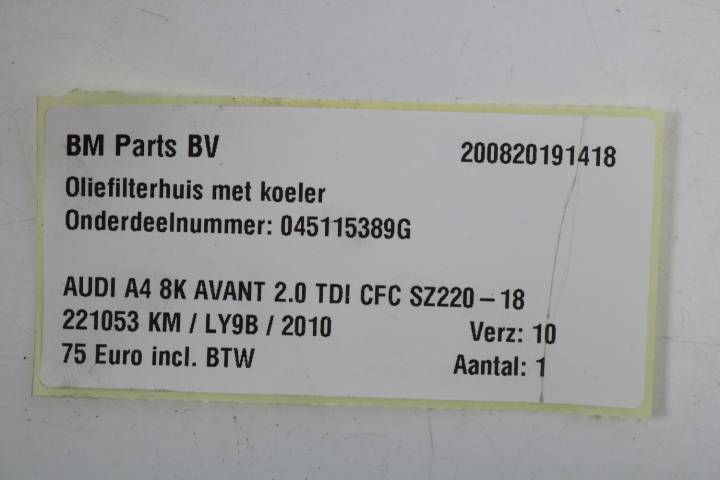 BM Parts BV 200820191418
Oliefilterhuis met koeler
Onderdeelnummer: 045115389G
AUDI A4 8K AVANT 2.0 TDI CFC SZ220-18
221053 KM / LY9B / 2010 Verz: 10
75 Euro incl. BTW Aantal: 1